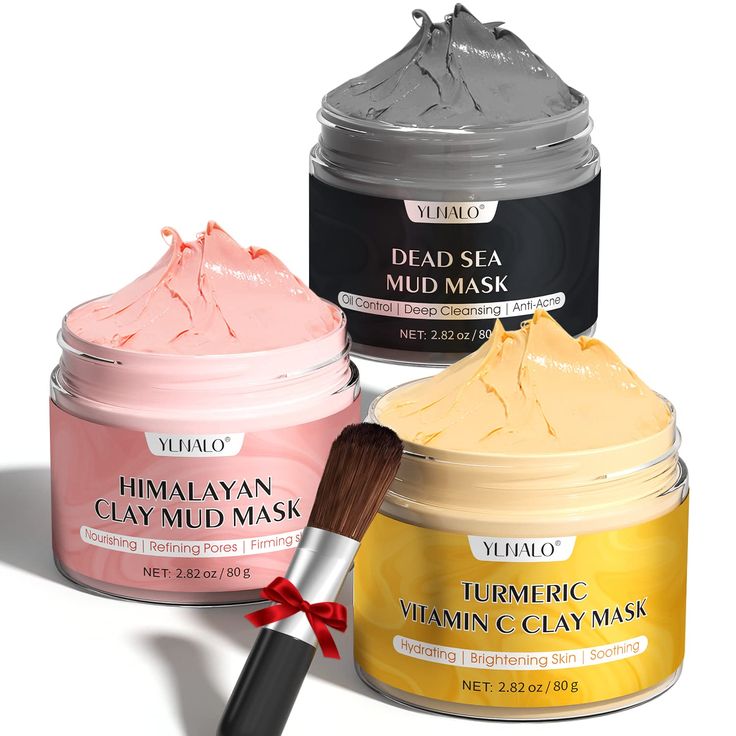 YLNALO®
DEAD SEA
MUD MASK
Oil Control | Deep Cleansing | Anti-Acne
NET: 2.82 oz / 80
YLNALO®
HIMALAYAN
CLAY MUD MASK
Nourishing | Refining Pores | Firming
NET: 2.82 oz / 80 g
YLNALO®
TURMERIC
VITAMIN C CLAY MASK
Hydrating | Brightening Skin | Soothing
NET: 2.82 oz / 80 g